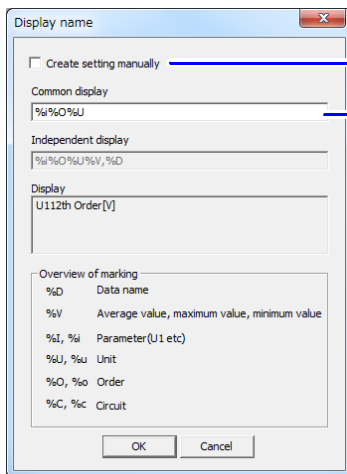 Display name
Create setting manually
Common display
%i%O%U
Independent display
%i%O%U%V,%D
Display
U112th Order[V]
Overview of marking
%D Data name
%V Average value, maximum value, minimum value
%I, %i Parameter(U1 etc)
%U, %u Unit
%O, %o Order
%C, %c Circuit
OK Cancel